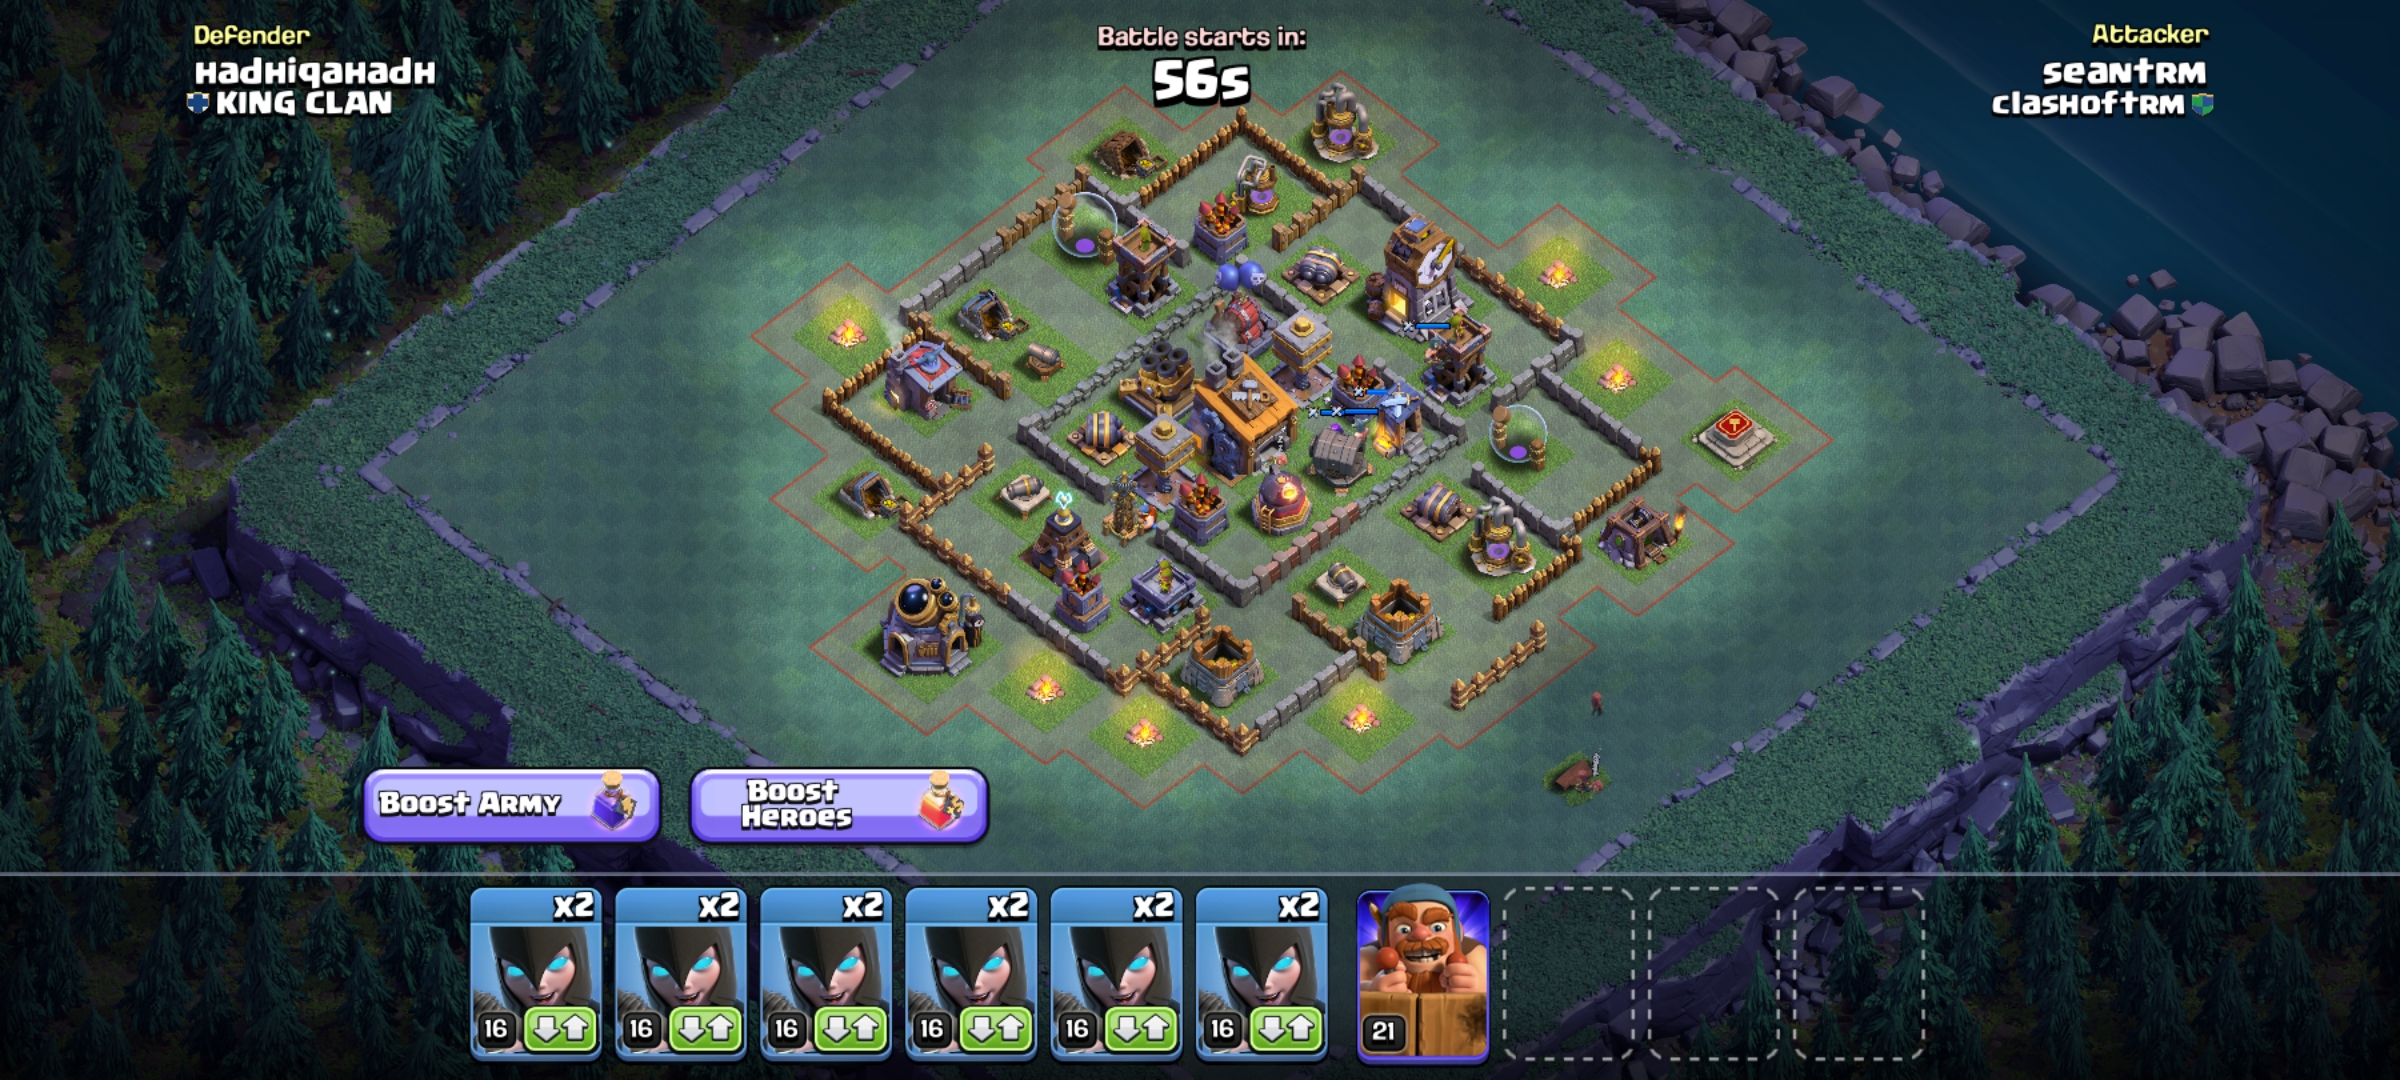 Defender
HadHiqaHadH
KING CLAN
Battle starts in:
56s
Attacker
seantRM
clasHoftRM
Boost Army
Boost
Heroes
x2
x2
x2
x2
x2
x2
16
16
16
16
16
16
21